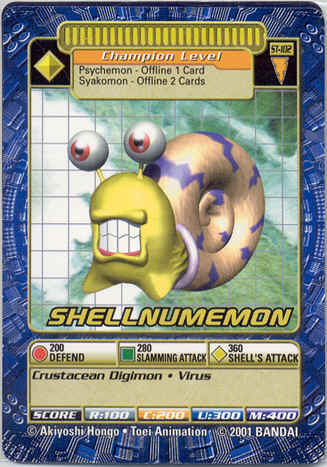 ST-102
Champion Level
Psychemon - Offline 1 Card
Syakomon - Offline 2 Cards
SHELLNUMEMON
200 DEFEND
280 SLAMMING ATTACK
360 SHELL'S ATTACK
Crustacean Digimon • Virus
SCORE R:100 C:200 U:300 M:400
© Akiyoshi Hongo • Toei Animation • © 2001 BANDAI